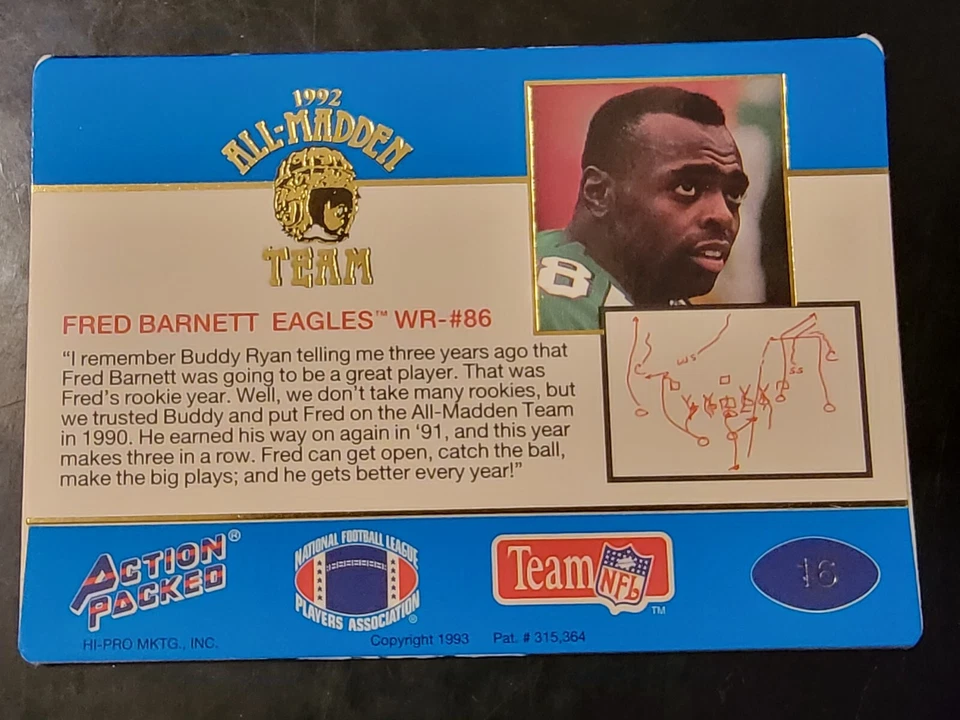 1992
ALL-MADDEN
TEAM
8
FRED BARNETT EAGLES™ WR-#86
“I remember Buddy Ryan telling me three years ago that
Fred Barnett was going to be a great player. That was
Fred's rookie year. Well, we don't take many rookies, but
we trusted Buddy and put Fred on the All-Madden Team
in 1990. He earned his way on again in ‘91, and this year
makes three in a row. Fred can get open, catch the ball,
make the big plays; and he gets better every year!”
C
WS
SS
C
ACTION
PACKED®
HI-PRO MKTG., INC.
NATIONAL FOOTBALL LEAGUE
PLAYERS ASSOCIATION®
Team NFL™
Copyright 1993 Pat. # 315,364
16